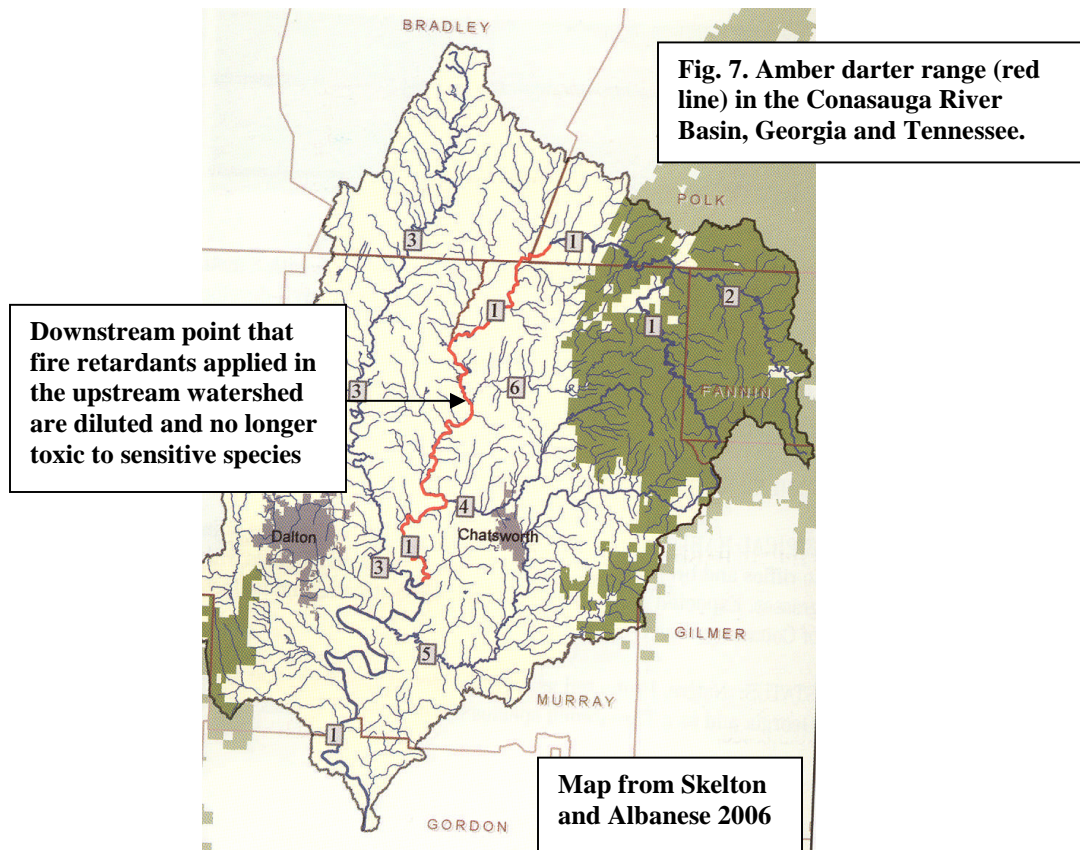 BRADLEY
Fig. 7. Amber darter range (red
line) in the Conasauga River
Basin, Georgia and Tennessee.
POLK
3
1
2
1
1
Downstream point that
fire retardants applied in
the upstream watershed
are diluted and no longer
toxic to sensitive species
3
6
FANNIN
4
Dalton
Chatsworth
1
3
GILMER
5
MURRAY
1
Map from Skelton
and Albanese 2006
GORDON